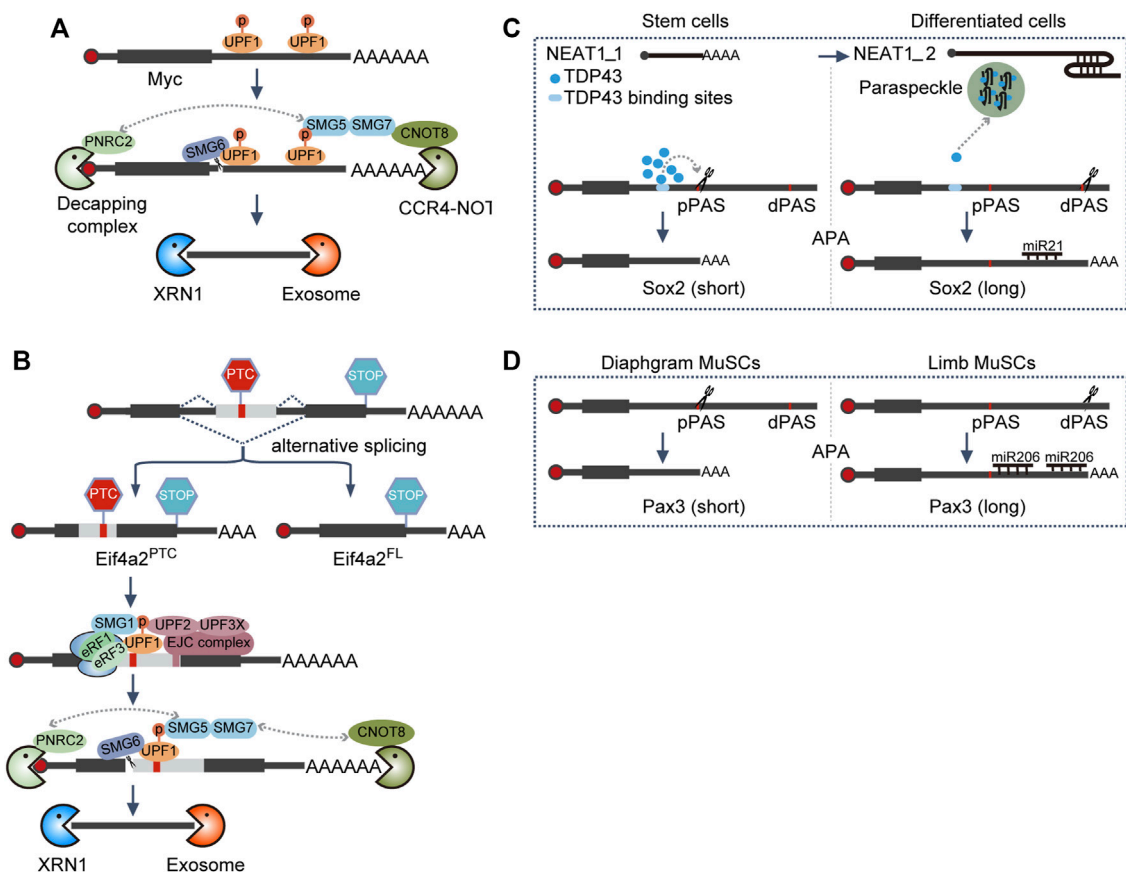 A
p
p
UPF1
UPF1
AAAAAA
Myc
p
p
SMG5
SMG7
CNOT8
PNRC2
SMG6
UPF1
UPF1
AAAAAA
Decapping
complex
CCR4-NOT
XRN1
Exosome
B
PTC
STOP
AAAAAA
alternative splicing
PTC
STOP
STOP
AAA
AAA
Eif4a2PTC
Eif4a2FL
SMG1
p
UPF2
UPF3X
eRF1
eRF3
UPF1
EJC complex
AAAAAA
p
SMG5
SMG7
CNOT8
PNRC2
SMG6
UPF1
AAAAAA
XRN1
Exosome
C
Stem cells
Differentiated cells
NEAT1_1
AAAA
NEAT1_2
TDP43
TDP43 binding sites
Paraspeckle
pPAS
dPAS
pPAS
dPAS
APA
miR21
AAA
AAA
Sox2 (short)
Sox2 (long)
D
Diaphgram MuSCs
Limb MuSCs
pPAS
dPAS
pPAS
dPAS
APA
miR206
miR206
AAA
AAA
Pax3 (short)
Pax3 (long)